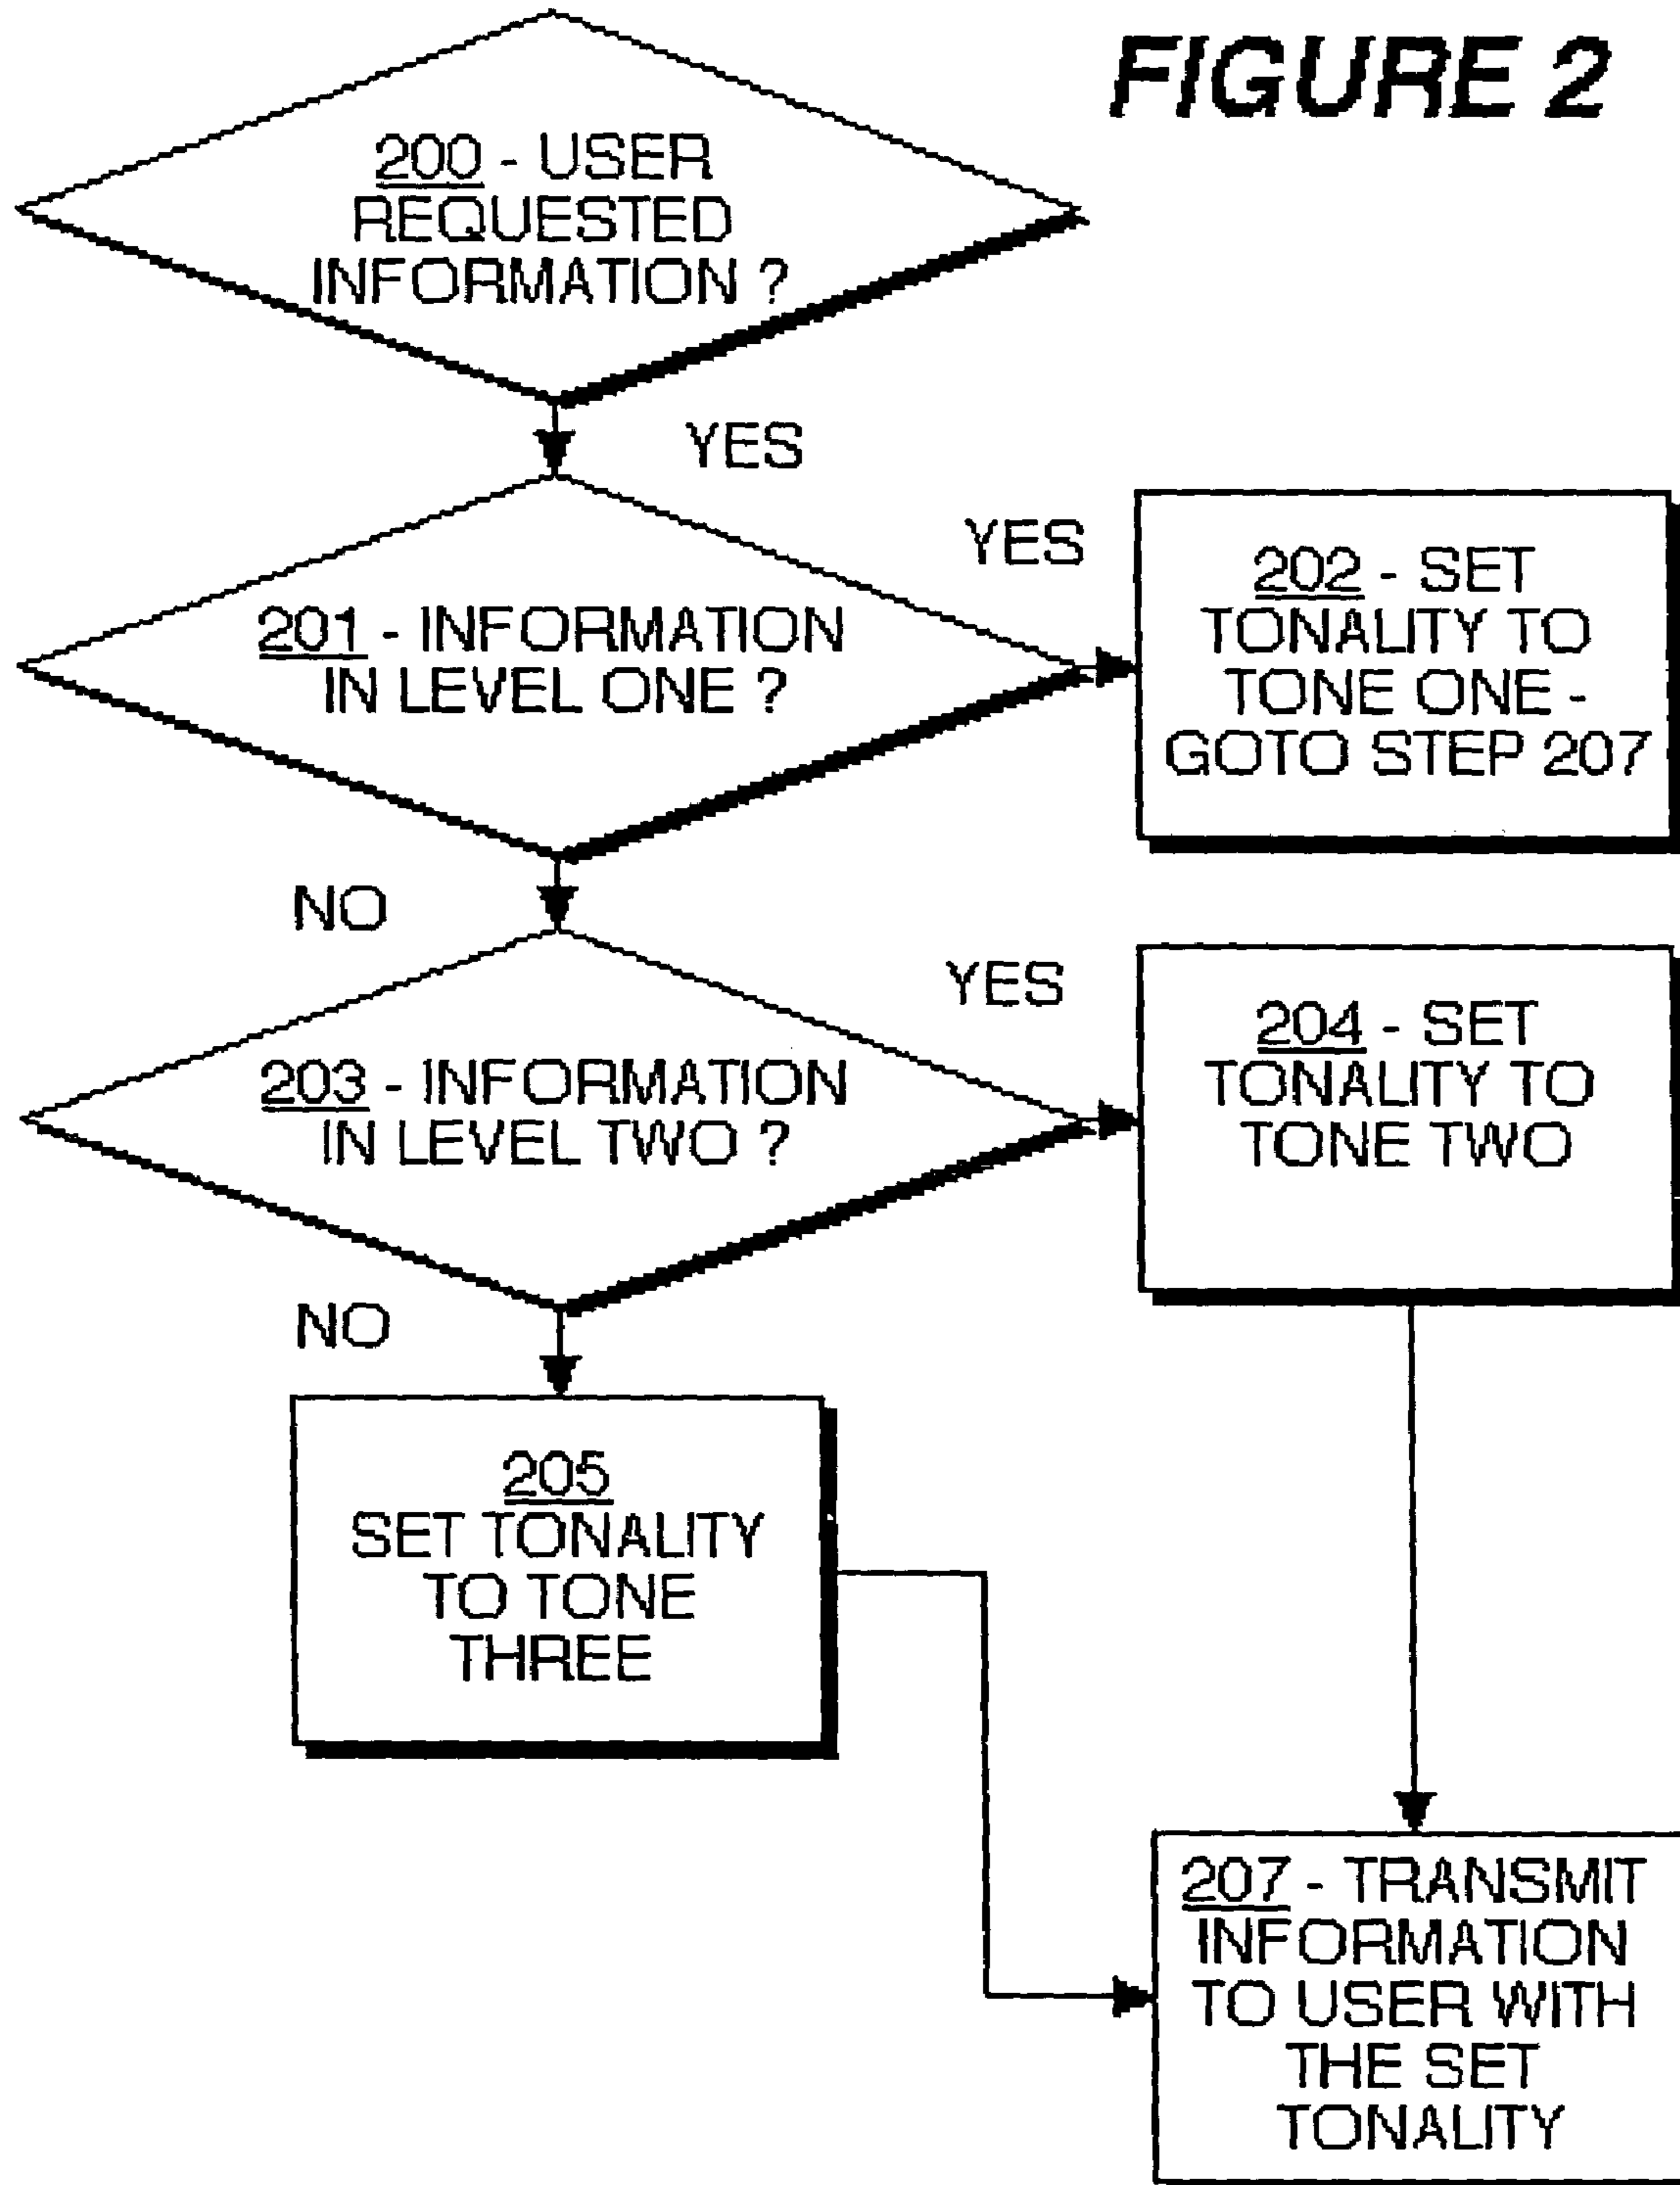 FIGURE 2
200 - USER
REQUESTED
INFORMATION ?
YES
201 - INFORMATION
IN LEVEL ONE ?
YES
202 - SET
TONALITY TO
TONE ONE -
GOTO STEP 207
NO
203 - INFORMATION
IN LEVEL TWO ?
YES
204 - SET
TONALITY TO
TONE TWO
NO
205
SET TONALITY
TO TONE
THREE
207 - TRANSMIT
INFORMATION
TO USER WITH
THE SET
TONALITY